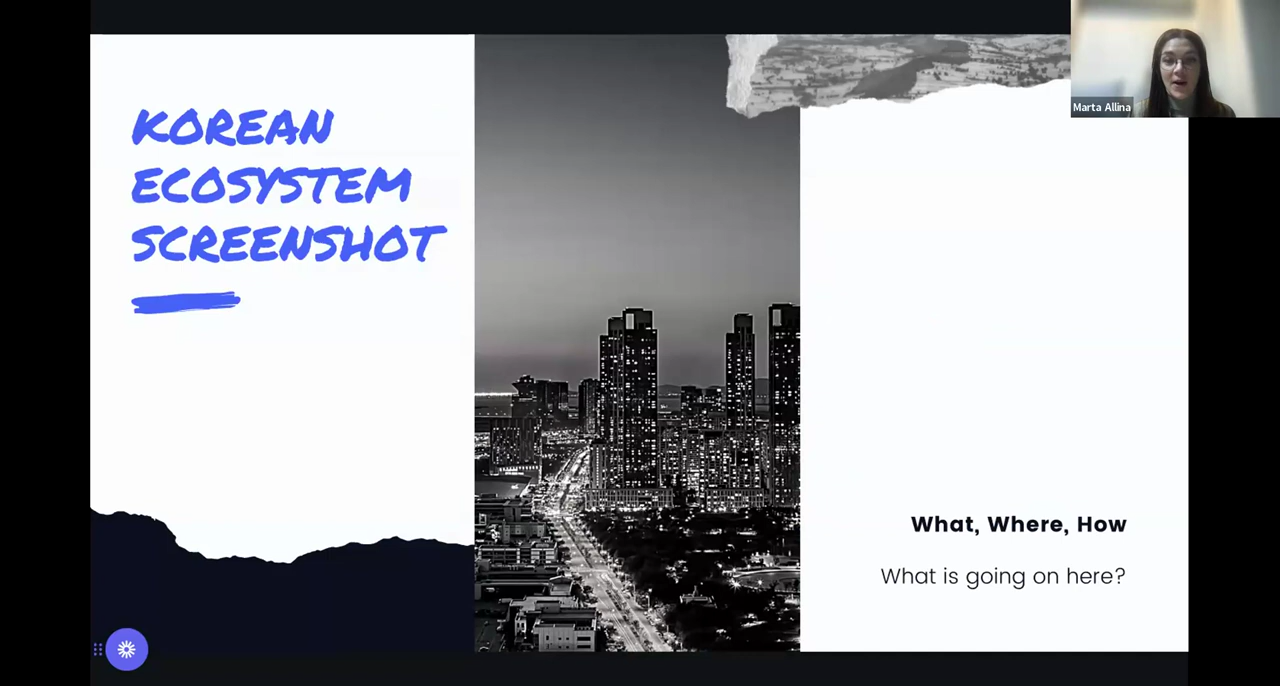 KOREAN
ECOSYSTEM
SCREENSHOT
What, Where, How
What is going on here?
Marta Allina